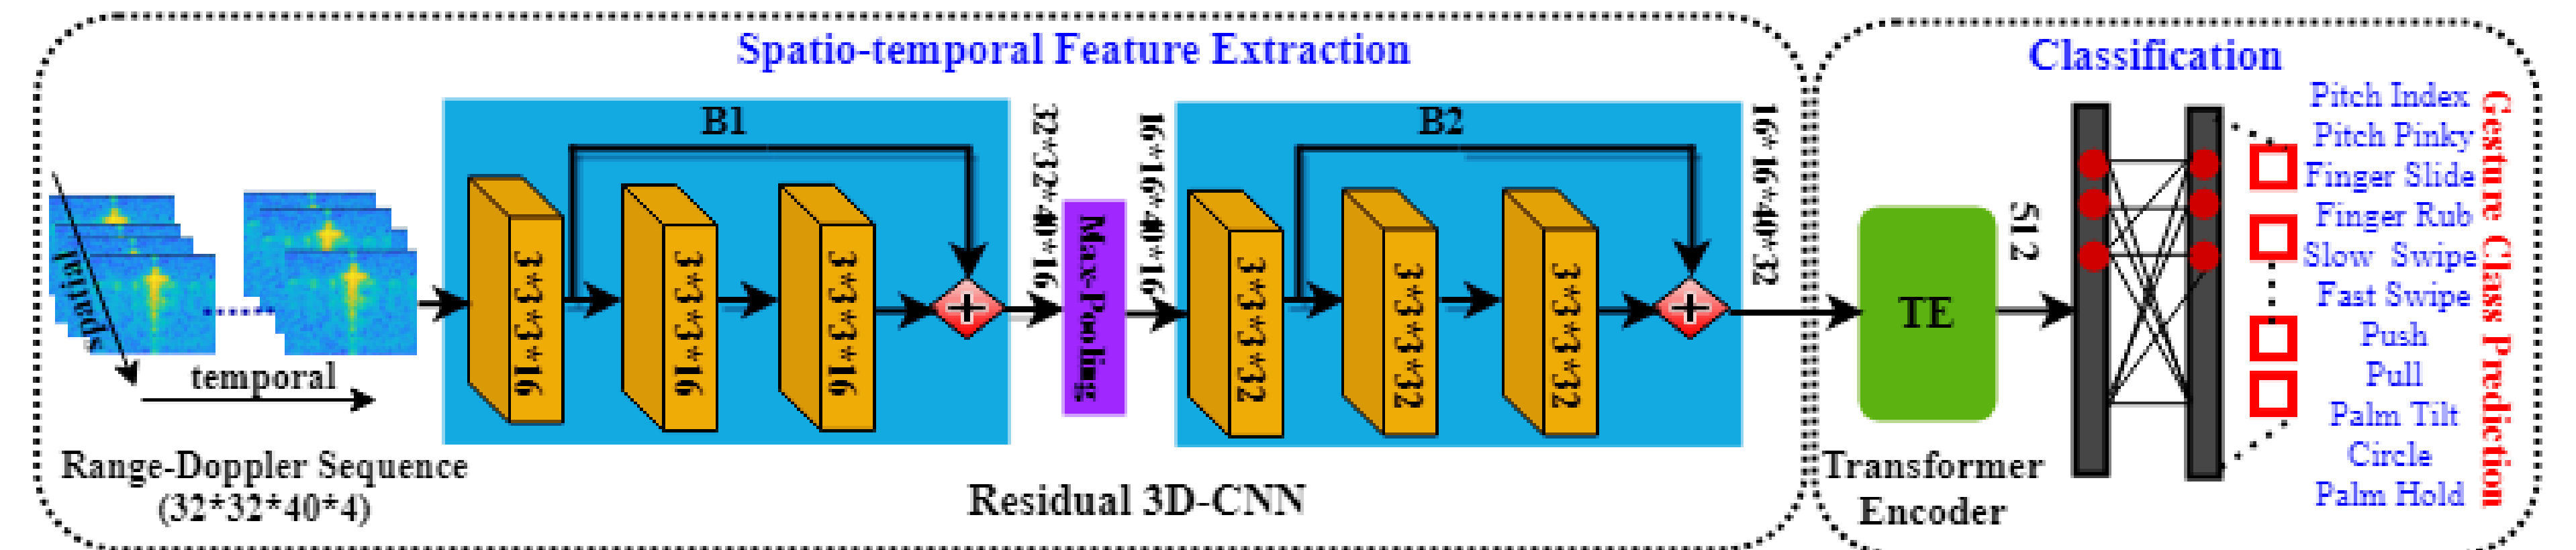 Spatio-temporal Feature Extraction
Classification
spatial
temporal
Range-Doppler Sequence
(32*32*40*4)
B1
3*3*3*16
3*3*3*16
3*3*3*16
32*32*40*16
Max-Pooling
16*16*40*16
B2
3*3*3*32
3*3*3*32
3*3*3*32
16*16*40*32
Residual 3D-CNN
TE
Transformer
Encoder
512
Pitch Index
Pitch Pinky
Finger Slide
Finger Rub
Slow Swipe
Fast Swipe
Push
Pull
Palm Tilt
Circle
Palm Hold
Gesture Class Prediction